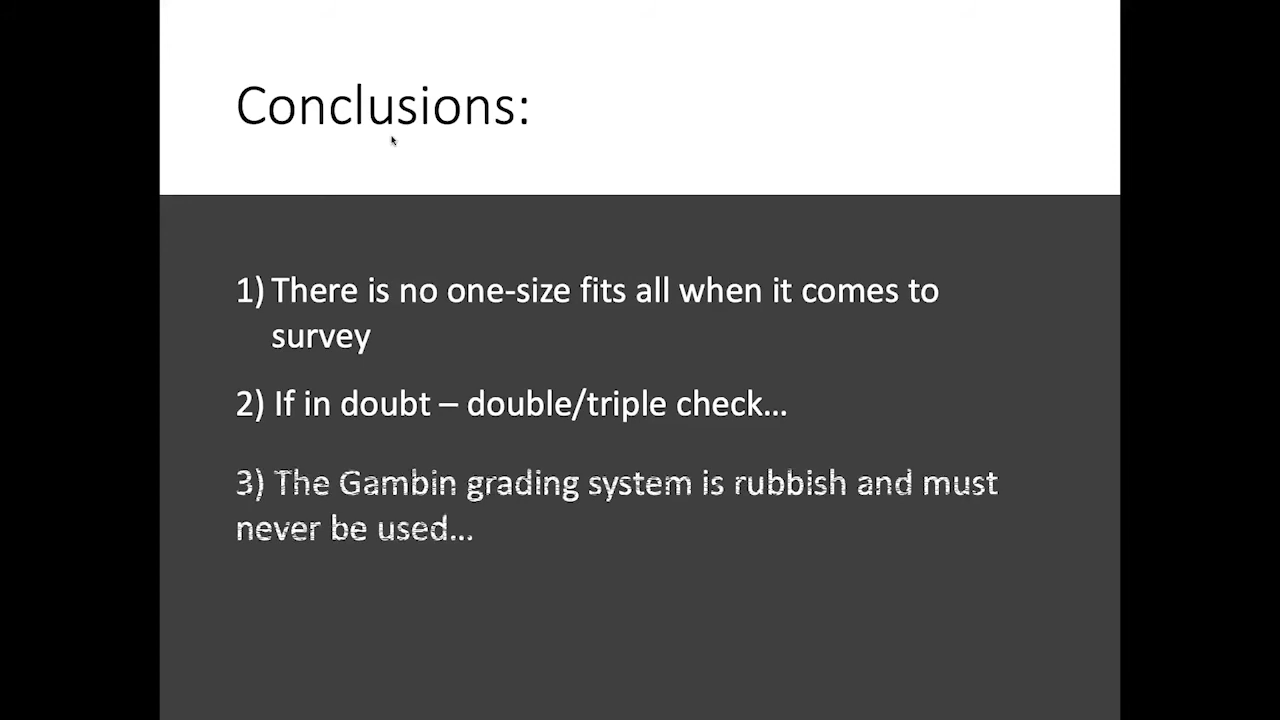 Conclusions:
1) There is no one-size fits all when it comes to
survey
2) If in doubt – double/triple check…
3) The Gambin grading system is rubbish and must
never be used…